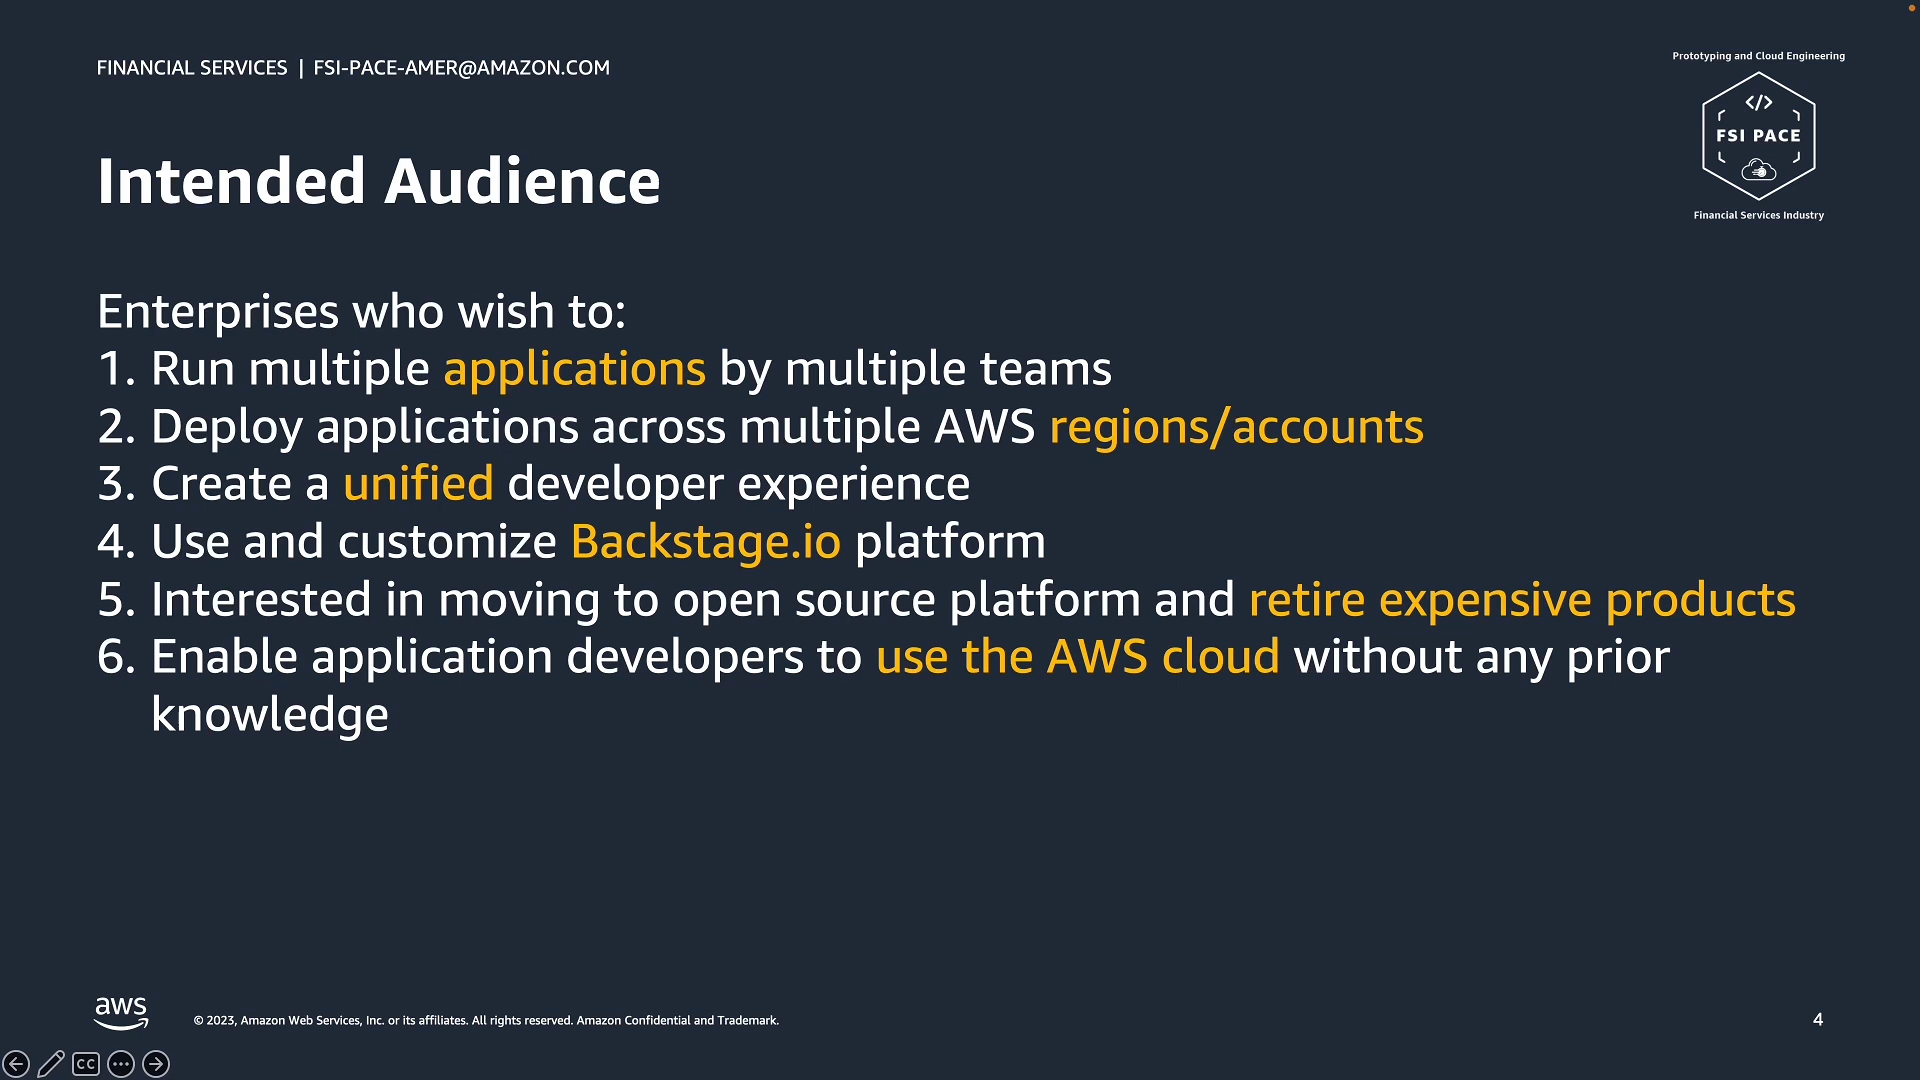 FINANCIAL SERVICES | FSI-PACE-AMER@AMAZON.COM
Prototyping and Cloud Engineering
</>
FSI PACE
Financial Services Industry
Intended Audience
Enterprises who wish to:
1. Run multiple applications by multiple teams
2. Deploy applications across multiple AWS regions/accounts
3. Create a unified developer experience
4. Use and customize Backstage.io platform
5. Interested in moving to open source platform and retire expensive products
6. Enable application developers to use the AWS cloud without any prior
knowledge
aws
© 2023, Amazon Web Services, Inc. or its affiliates. All rights reserved. Amazon Confidential and Trademark.
4
CC